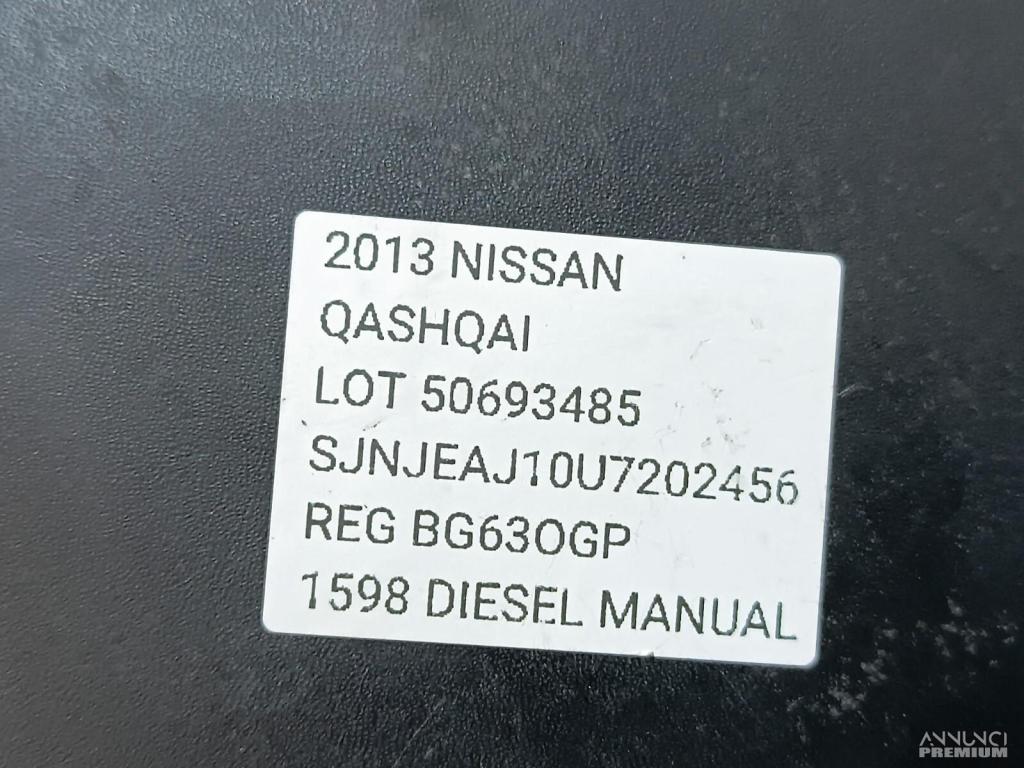 2013 NISSAN
QASHQAI
LOT 50693485
SJNJEAJ10U7202456
REG BG63OGP
1598 DIESEL MANUAL
ANNUNCI
PREMIUM